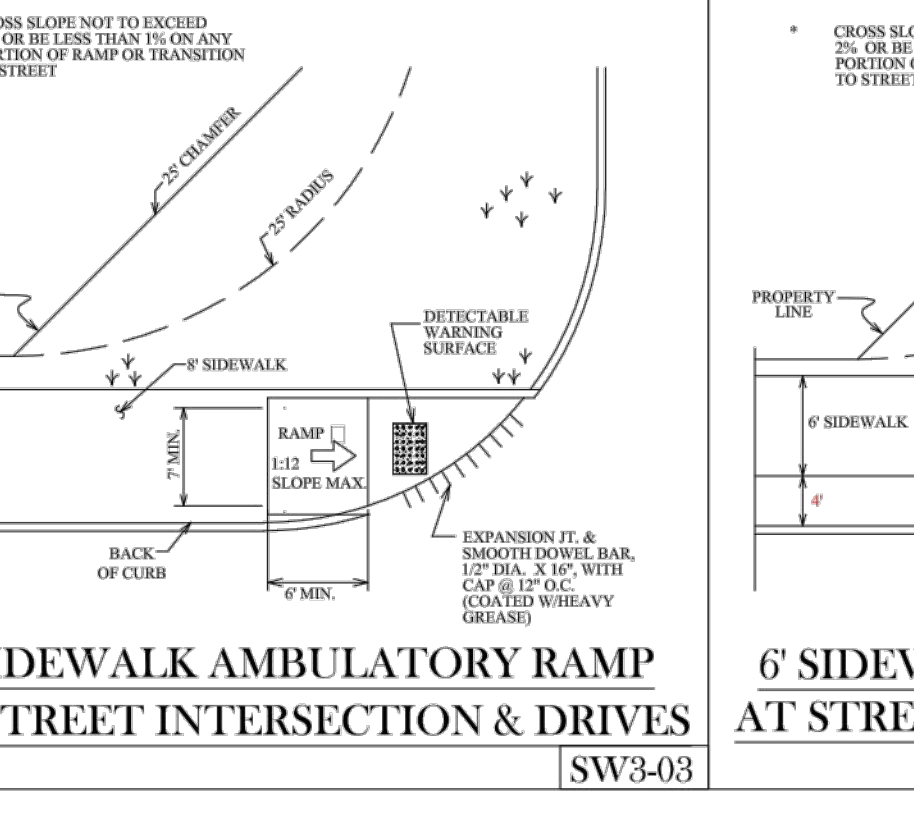 OSS SLOPE NOT TO EXCEED
OR BE LESS THAN 1% ON ANY
RTION OF RAMP OR TRANSITION
STREET
25' CHAMFER
25' RADIUS
DETECTABLE
WARNING
SURFACE
8' SIDEWALK
7' MIN.
RAMP
1:12
SLOPE MAX.
BACK
OF CURB
6' MIN.
EXPANSION JT. &
SMOOTH DOWEL BAR,
1/2" DIA. X 16", WITH
CAP @ 12" O.C.
(COATED W/HEAVY
GREASE)
IDEWALK AMBULATORY RAMP
TREET INTERSECTION & DRIVES
SW3-03
* CROSS SLO
2% OR BE
PORTION O
TO STREET
PROPERTY
LINE
6' SIDEWALK
4'
6' SIDEW
AT STRE